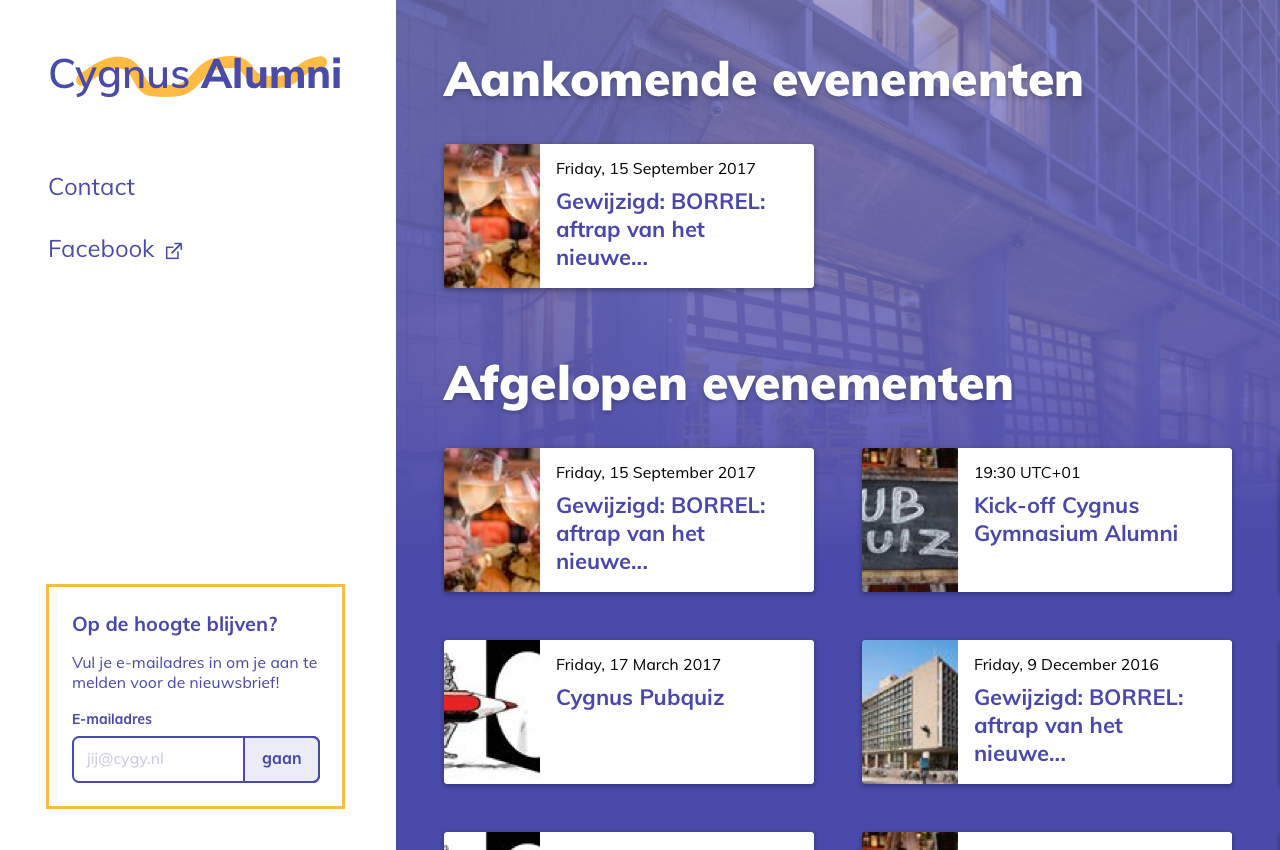 Cygnus Alumni
Contact
Facebook
Op de hoogte blijven?
Vul je e-mailadres in om je aan te
melden voor de nieuwsbrief!
E-mailadres
jij@cygy.nl
gaan
Aankomende evenementen
Friday, 15 September 2017
Gewijzigd: BORREL:
aftrap van het
nieuwe...
Afgelopen evenementen
Friday, 15 September 2017
Gewijzigd: BORREL:
aftrap van het
nieuwe...
UB
UIZ
19:30 UTC+01
Kick-off Cygnus
Gymnasium Alumni
Friday, 17 March 2017
Cygnus Pubquiz
Friday, 9 December 2016
Gewijzigd: BORREL:
aftrap van het
nieuwe...